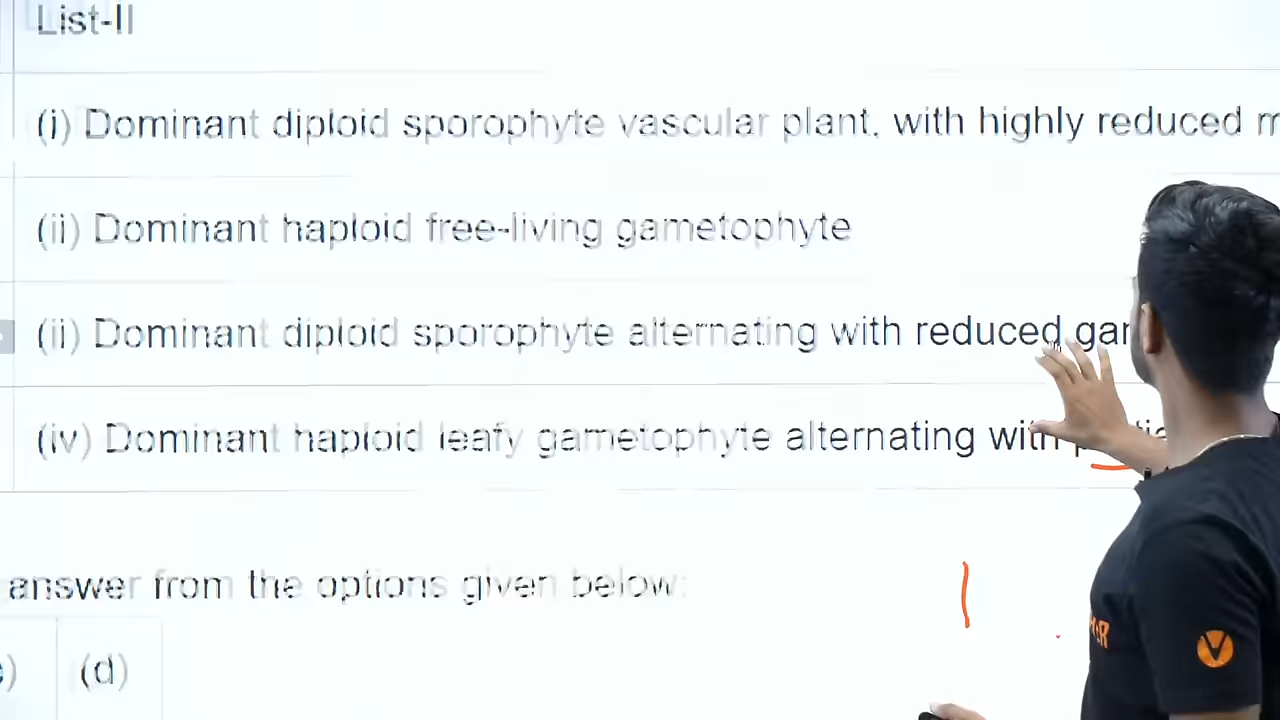 List-II
(i) Dominant diploid sporophyte vascular plant, with highly reduced
(ii) Dominant haploid free-living gametophyte
(ii) Dominant diploid sporophyte alternating with reduced
(iv) Dominant haploid leafy gametophyte alternating with
answer from the options given below:
(d)